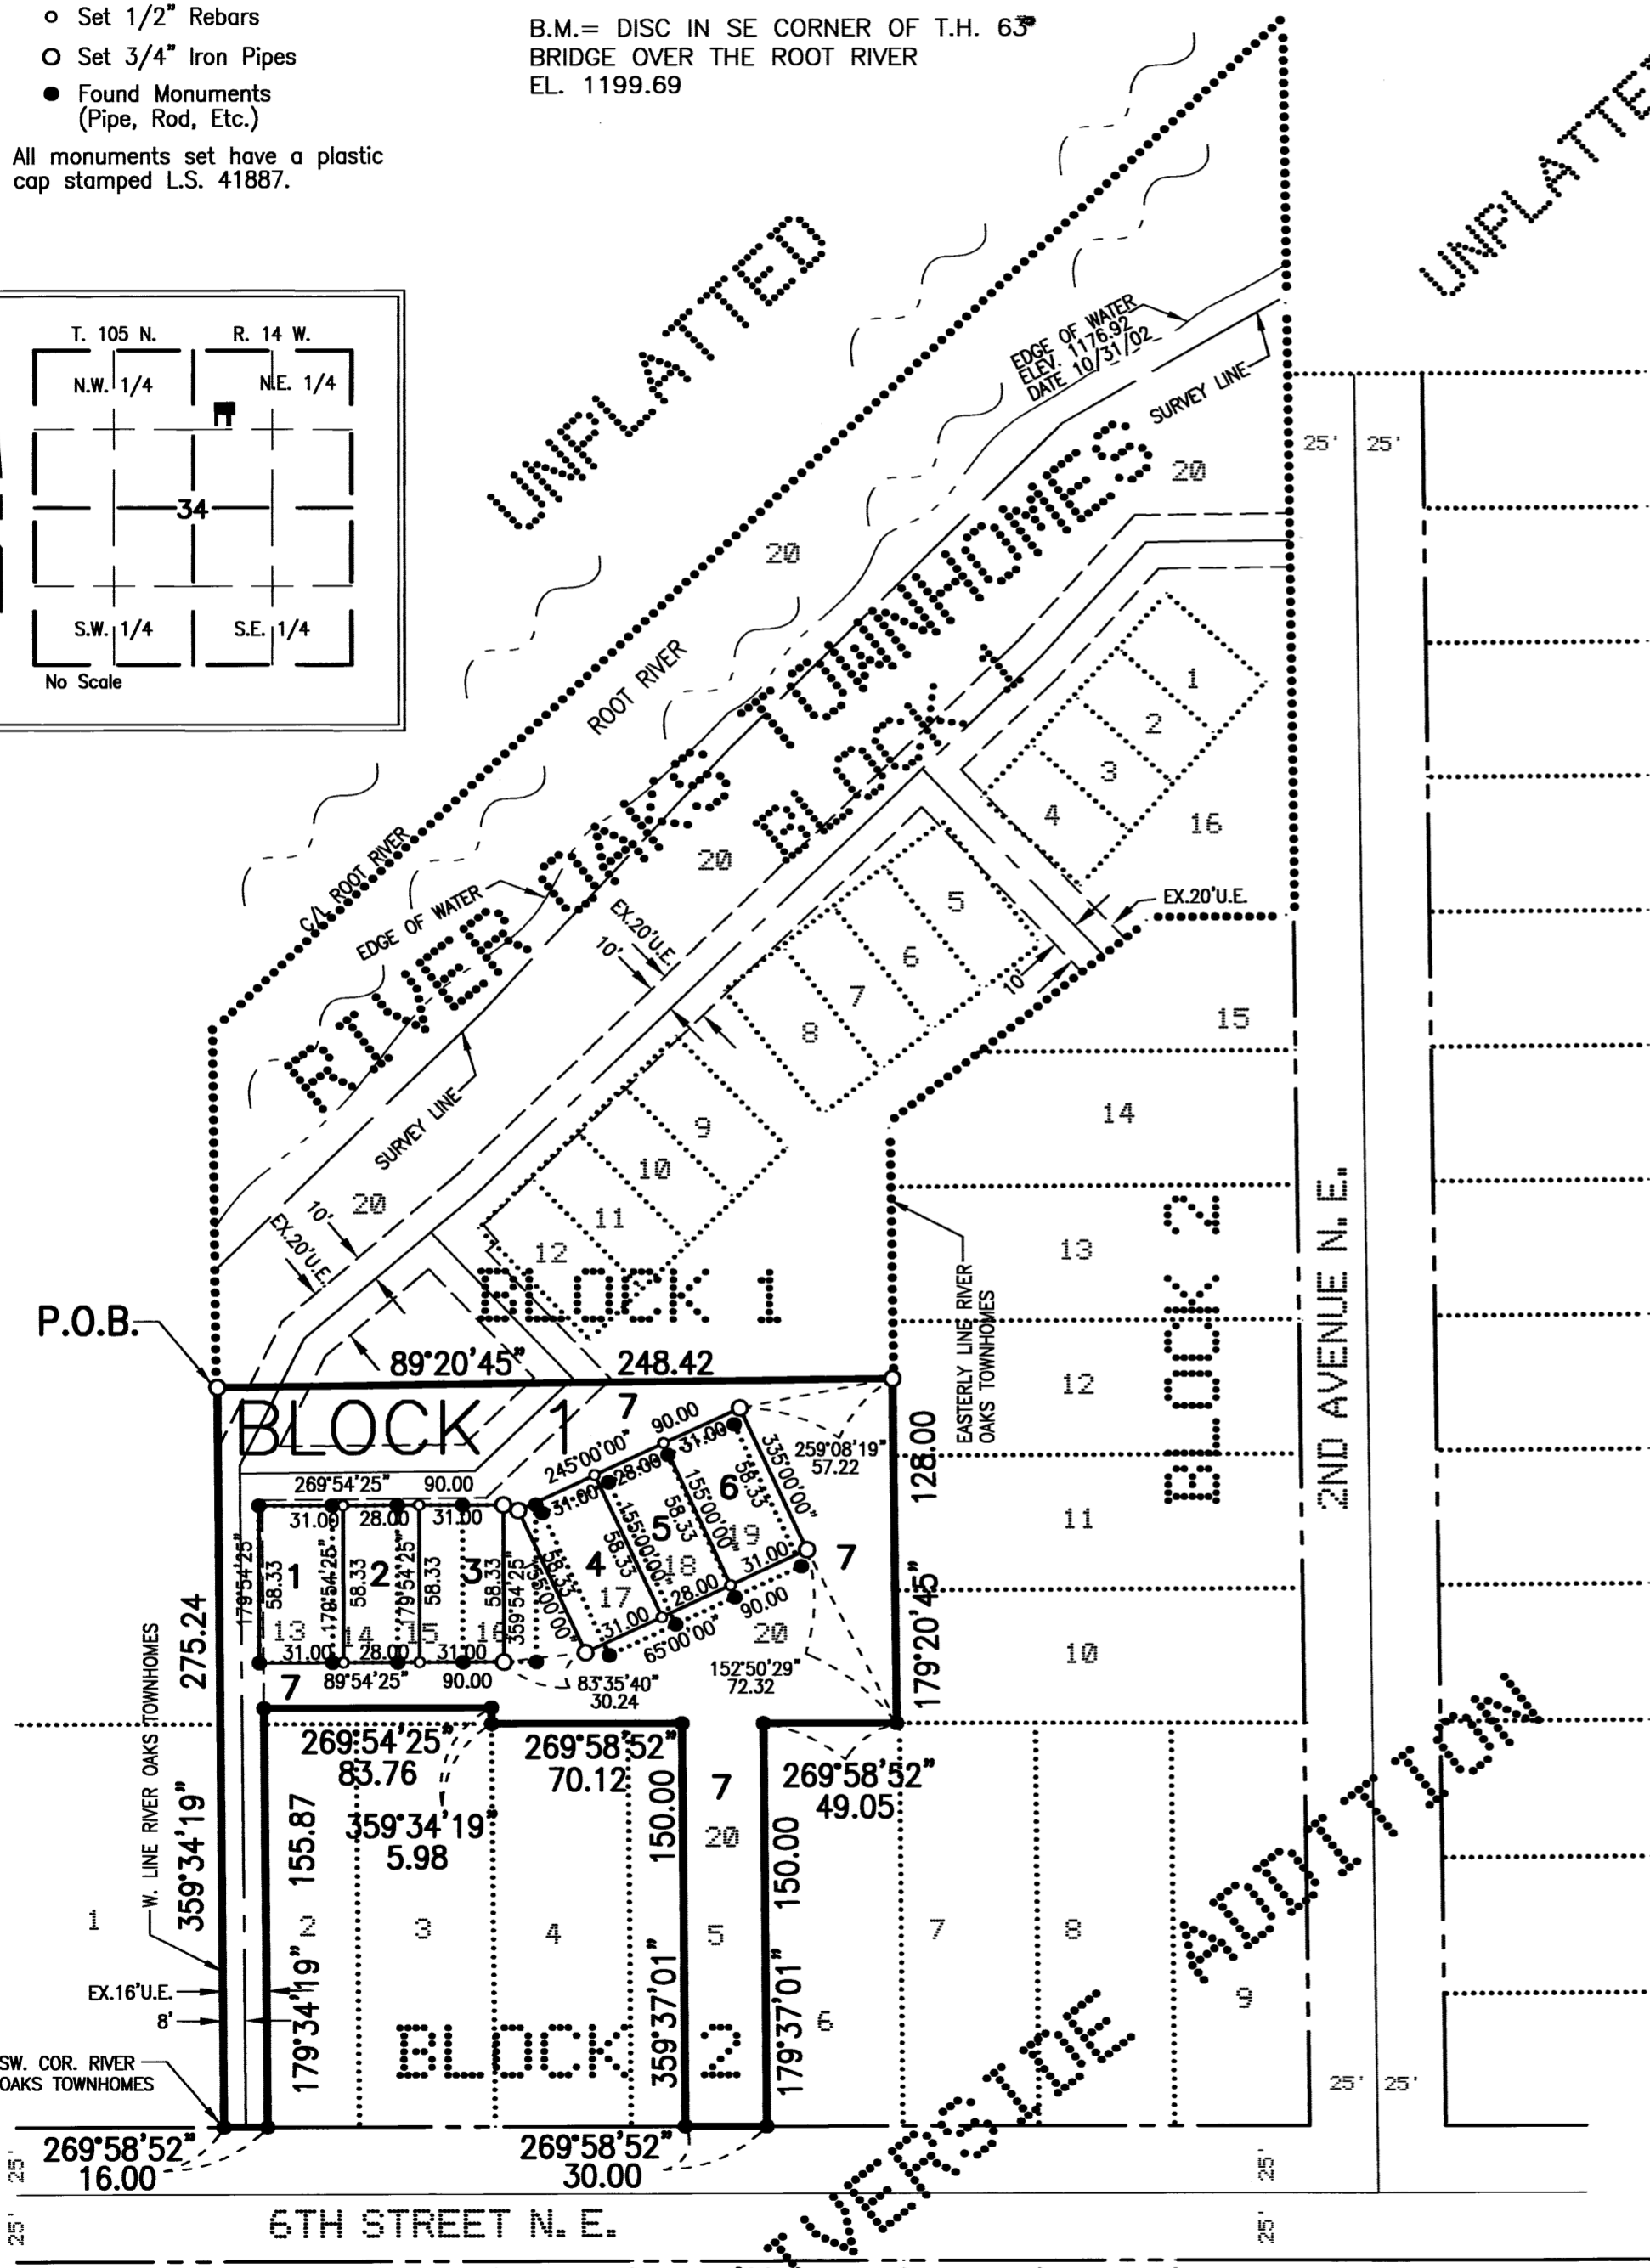 Set 1/2" Rebars
Set 3/4" Iron Pipes
Found Monuments
(Pipe, Rod, Etc.)
All monuments set have a plastic
cap stamped L.S. 41887.
B.M.= DISC IN SE CORNER OF T.H. 63
BRIDGE OVER THE ROOT RIVER
EL. 1199.69
UNPLATTED
T. 105 N.
R. 14 W.
N.W. 1/4
N.E. 1/4
34
S.W. 1/4
S.E. 1/4
No Scale
UNPLATTED
EDGE OF WATER
ELEV. 1176.92
DATE 10/31/02
SURVEY LINE
25'
25'
20
20
ROOT RIVER
RIVER OAKS TOWNHOMES
BLOCK 1
1
2
3
4
16
C/L ROOT RIVER
EDGE OF WATER
20
EX.20'U.E.
10'
5
6
7
8
EX.20'U.E.
10'
15
14
SURVEY LINE
9
10
11
12
20
10'
EX.20'U.E.
BLOCK 1
EASTERLY LINE RIVER
OAKS TOWNHOMES
13
12
11
10
BLOCK 2
2ND AVENUE N. E.
P.O.B.
89°20'45"
248.42
BLOCK 1
7
90.00
245°00'00"
31.00
28.00
31.00
335°00'00"
58.33
6
259°08'19"
57.22
128.00
269°54'25"
90.00
31.00
28.00
31.00
179°54'25"
58.33
1
179°54'25"
58.33
2
179°54'25"
58.33
3
58.33
359°54'25"
155°00'00"
58.33
4
155°00'00"
58.33
5
155°00'00"
58.33
19
18
17
13
14
15
16
31.00
28.00
31.00
31.00
28.00
31.00
90.00
65°00'00"
7
20
89°54'25"
90.00
7
83°35'40"
30.24
152°50'29"
72.32
179°20'45"
275.24
359°34'19"
W. LINE RIVER OAKS TOWNHOMES
269°54'25"
83.76
359°34'19"
5.98
269°58'52"
70.12
269°58'52"
49.05
155.87
179°34'19"
150.00
359°37'01"
7
20
150.00
179°37'01"
1
2
3
4
5
6
7
8
9
EX.16'U.E.
8'
BLOCK 2
SW. COR. RIVER
OAKS TOWNHOMES
269°58'52"
16.00
269°58'52"
30.00
25'
25'
25'
25'
25'
25'
6TH STREET N. E.
VERSIDE ADDITION